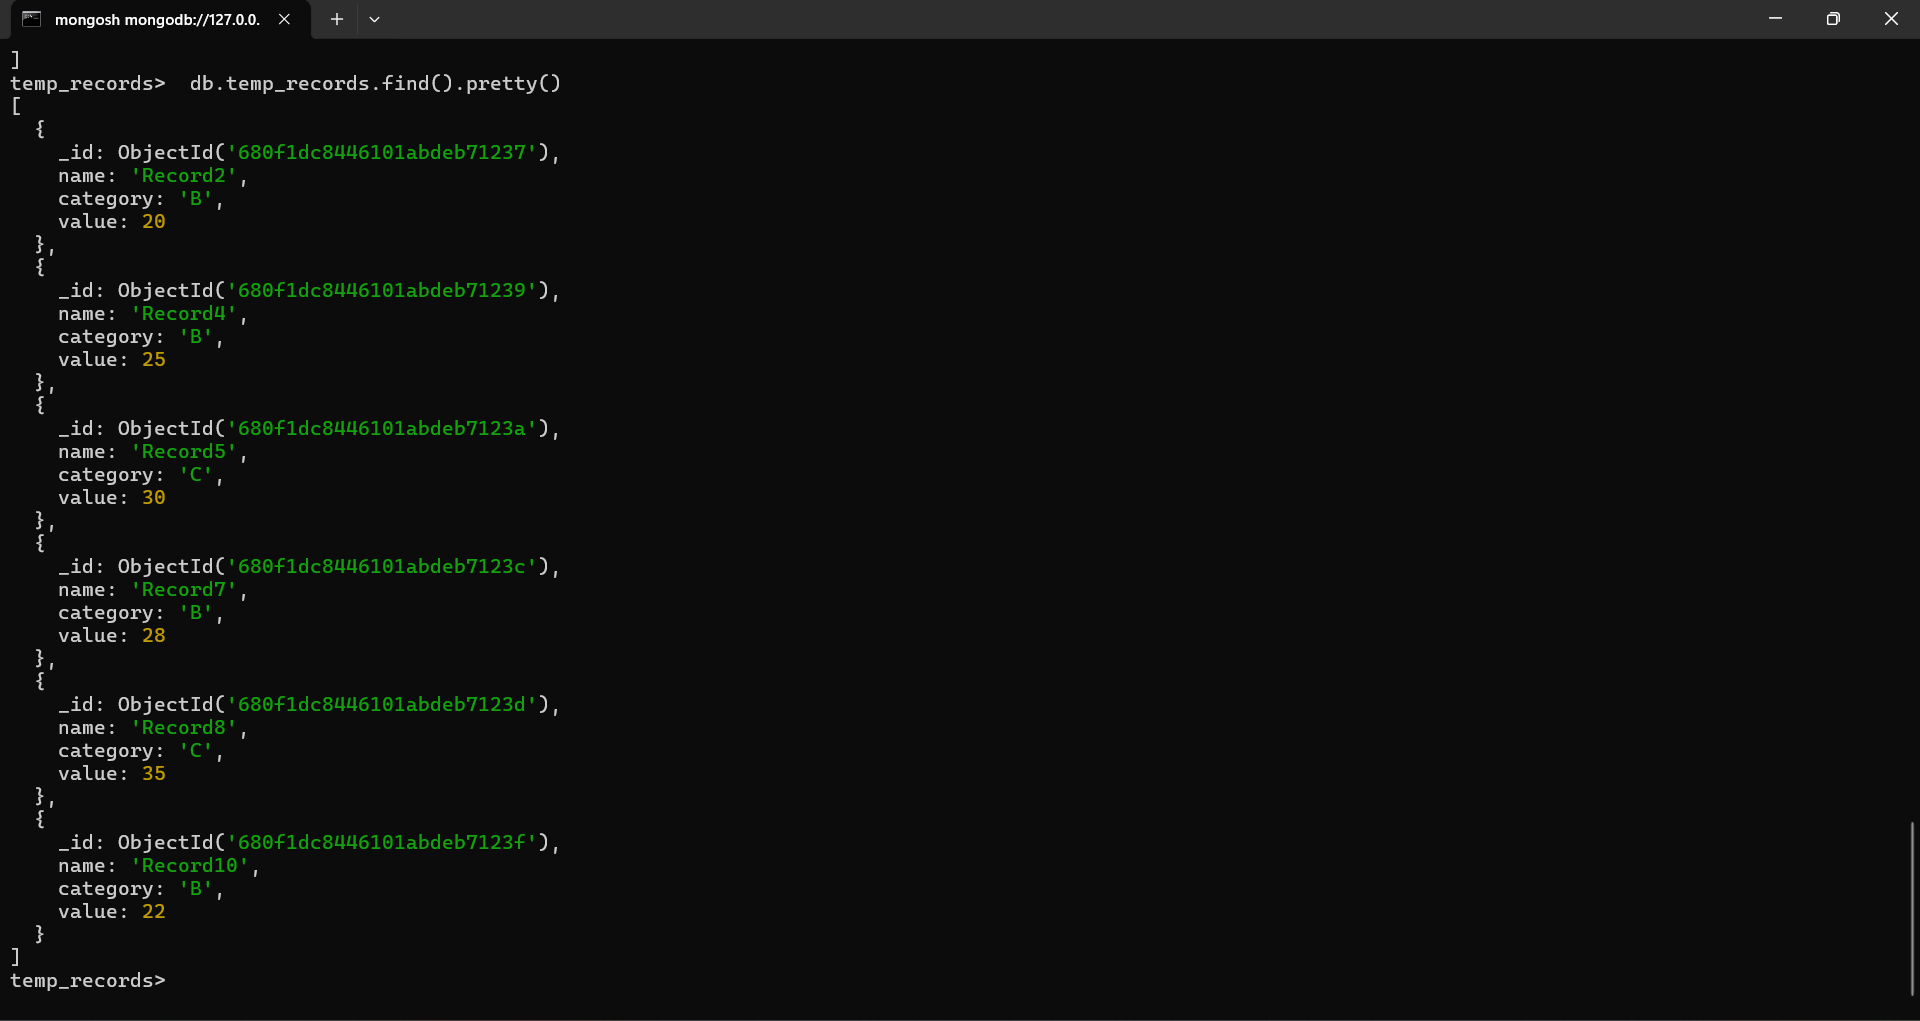 mongosh mongodb://127.0.0.
]
temp_records>  db.temp_records.find().pretty()
[
  {
    _id: ObjectId('680f1dc8446101abdeb71237'),
    name: 'Record2',
    category: 'B',
    value: 20
  },
  {
    _id: ObjectId('680f1dc8446101abdeb71239'),
    name: 'Record4',
    category: 'B',
    value: 25
  },
  {
    _id: ObjectId('680f1dc8446101abdeb7123a'),
    name: 'Record5',
    category: 'C',
    value: 30
  },
  {
    _id: ObjectId('680f1dc8446101abdeb7123c'),
    name: 'Record7',
    category: 'B',
    value: 28
  },
  {
    _id: ObjectId('680f1dc8446101abdeb7123d'),
    name: 'Record8',
    category: 'C',
    value: 35
  },
  {
    _id: ObjectId('680f1dc8446101abdeb7123f'),
    name: 'Record10',
    category: 'B',
    value: 22
  }
]
temp_records>